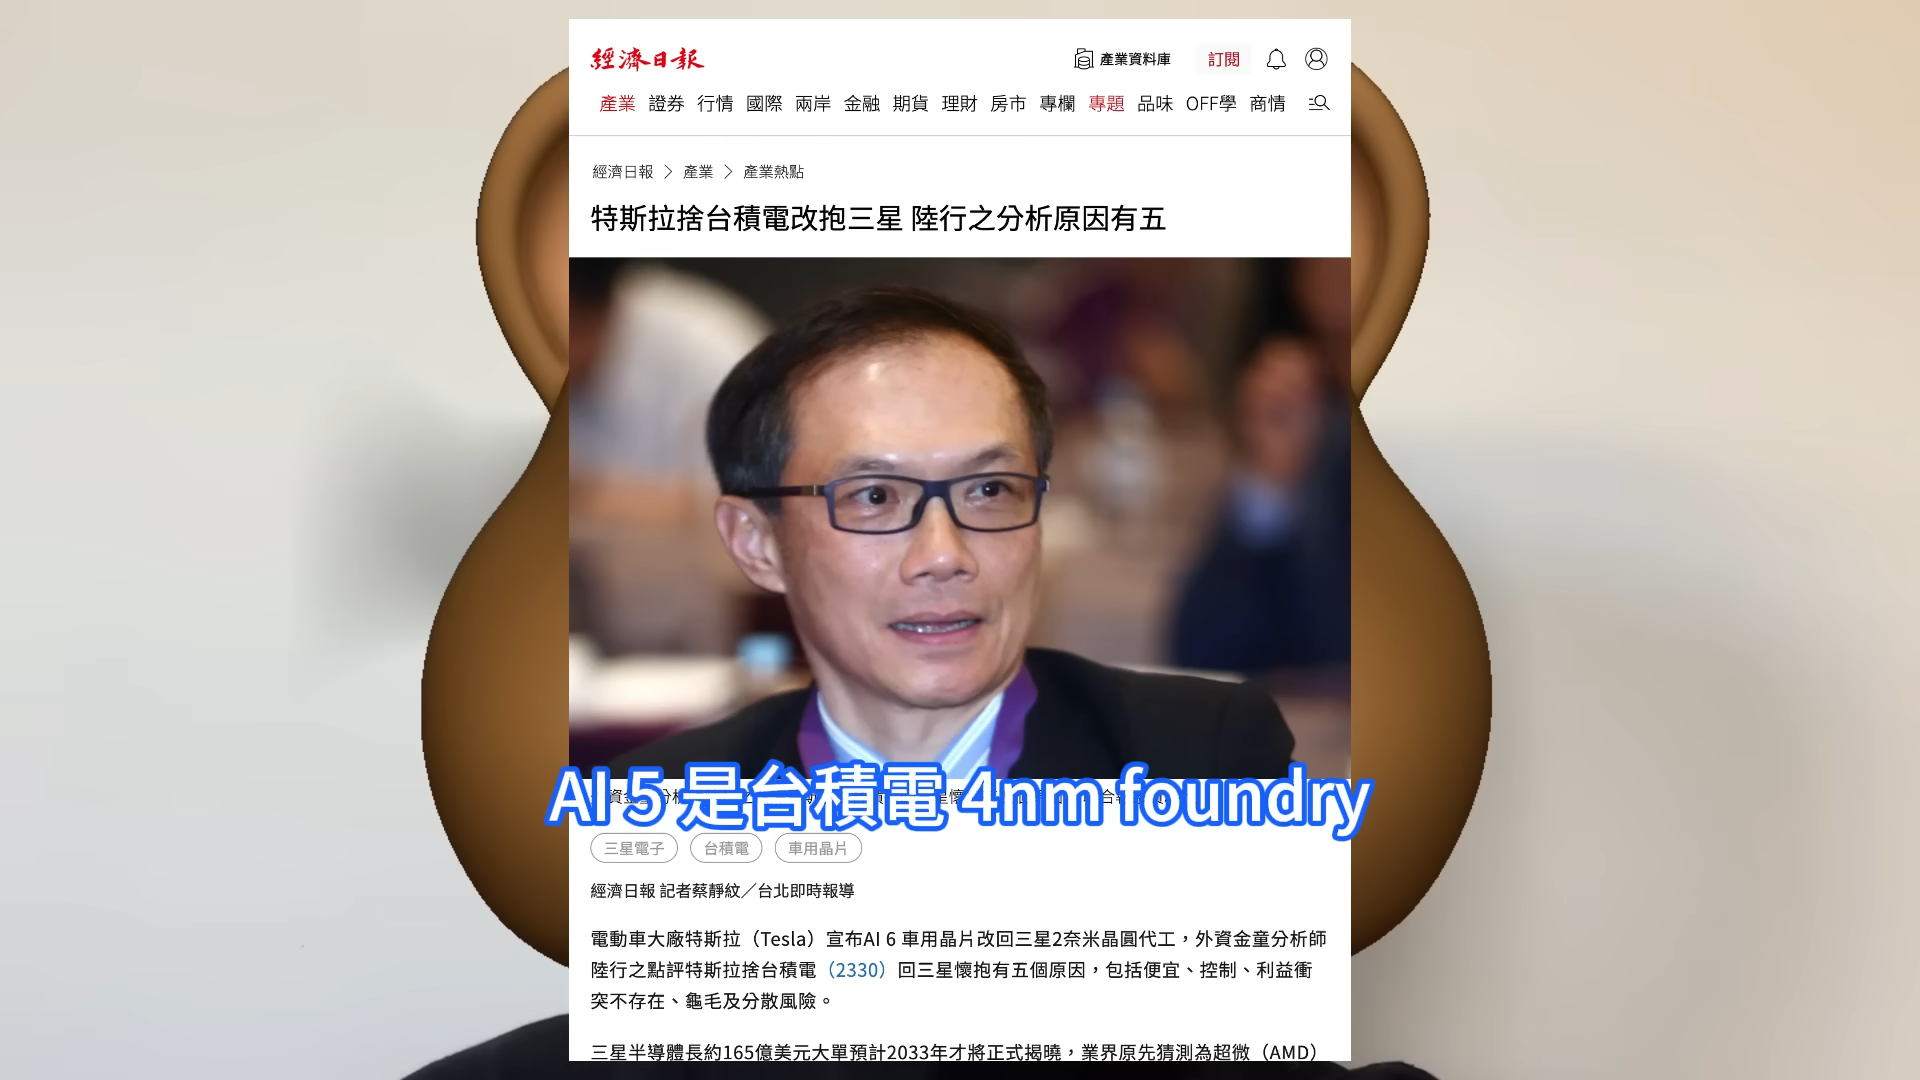 經濟日報
產業資料庫
訂閱
產業 證券 行情 國際 兩岸 金融 期貨 理財 房市 專欄 專題 品味 OFF學 商情
經濟日報 > 產業 > 產業熱點
特斯拉捨台積電改抱三星 陸行之分析原因有五
AI 5 是台積電 4nm foundry
三星電子 台積電 車用晶片
經濟日報 記者蔡靜紋／台北即時報導
電動車大廠特斯拉（Tesla）宣布AI 6 車用晶片改回三星2奈米晶圓代工，外資金童分析師
陸行之點評特斯拉捨台積電（2330）回三星懷抱有五個原因，包括便宜、控制、利益衝
突不存在、龜毛及分散風險。
三星半導體長約165億美元大單預計2033年才將正式揭曉，業界原先猜測為超微（AMD）